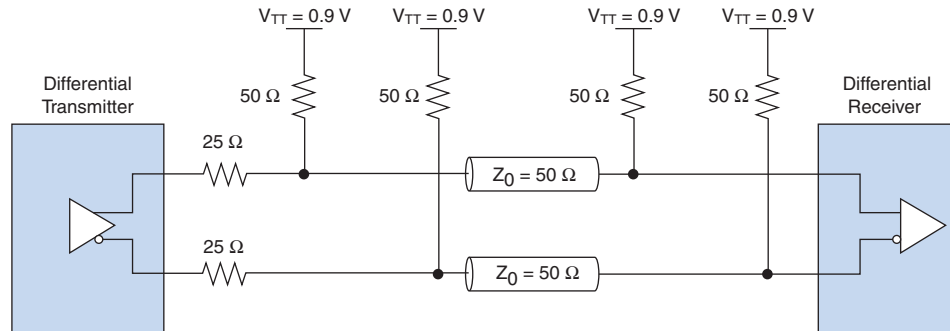 V_TT = 0.9 V V_TT = 0.9 V V_TT = 0.9 V V_TT = 0.9 V
Differential
Transmitter
50 Ω 50 Ω 50 Ω 50 Ω
Differential
Receiver
25 Ω
Z_0 = 50 Ω
25 Ω
Z_0 = 50 Ω